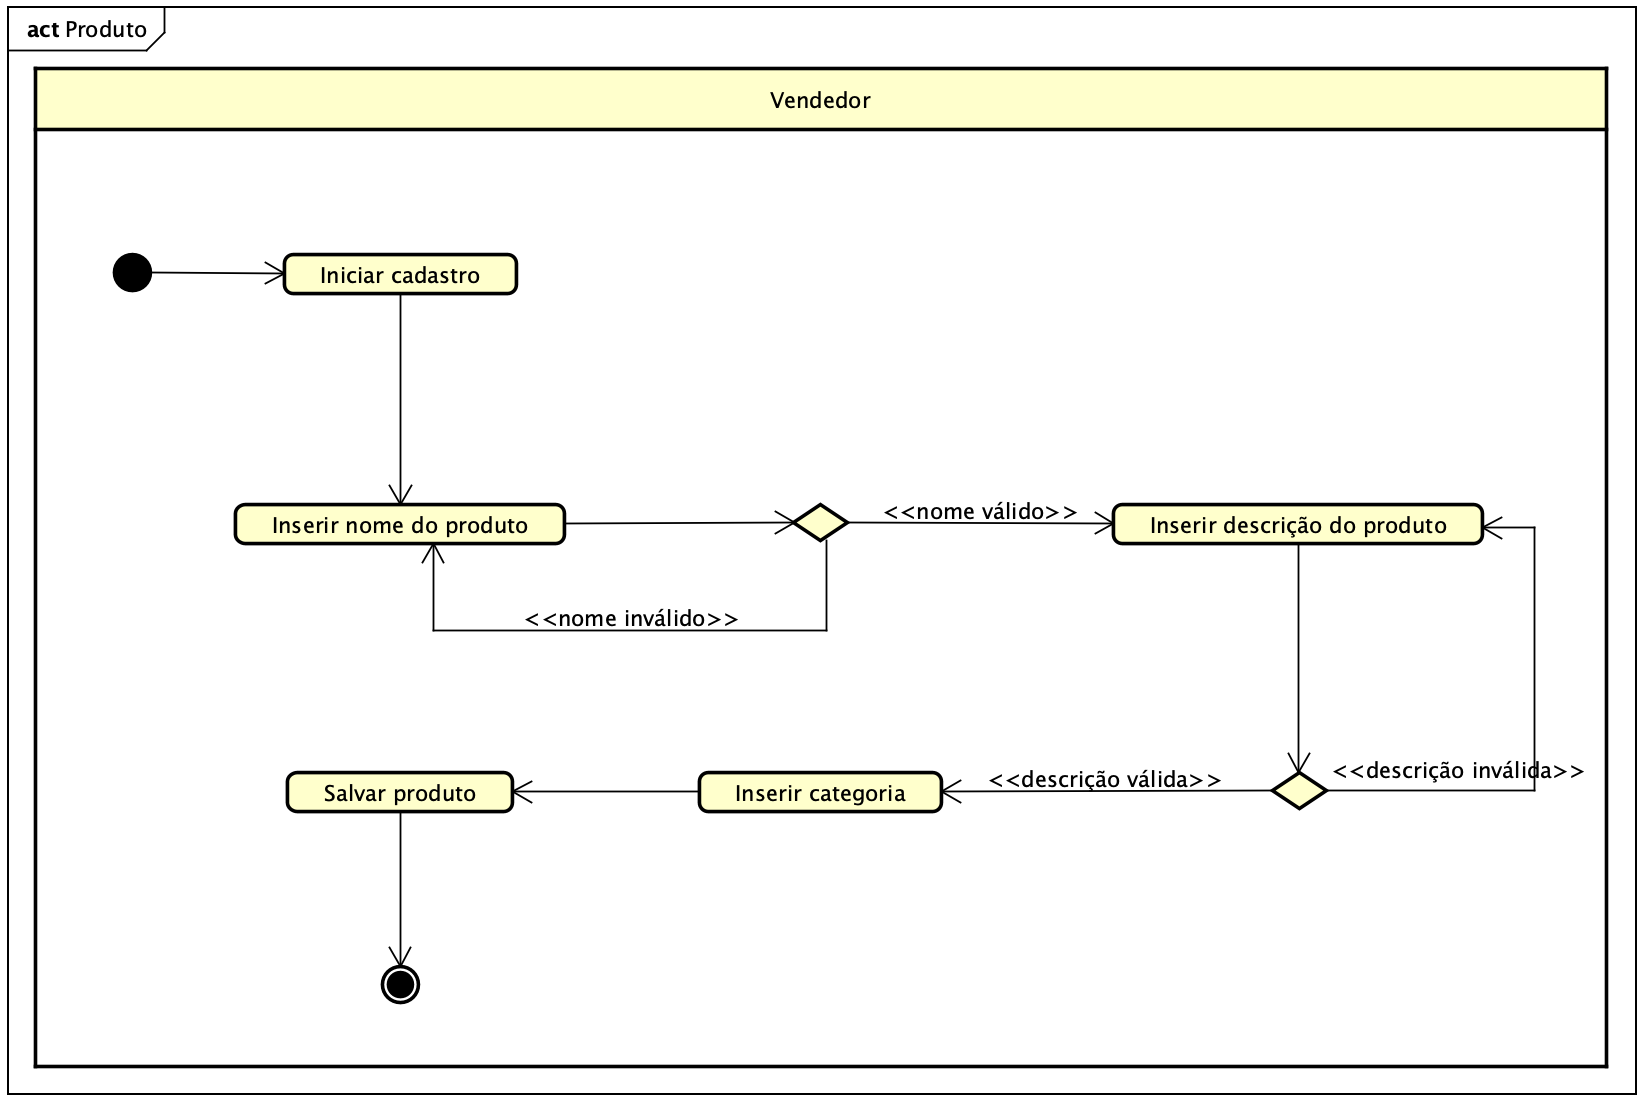 act Produto
Vendedor
Iniciar cadastro
Inserir nome do produto
<<nome válido>>
Inserir descrição do produto
<<nome inválido>>
Salvar produto
Inserir categoria
<<descrição válida>>
<<descrição inválida>>